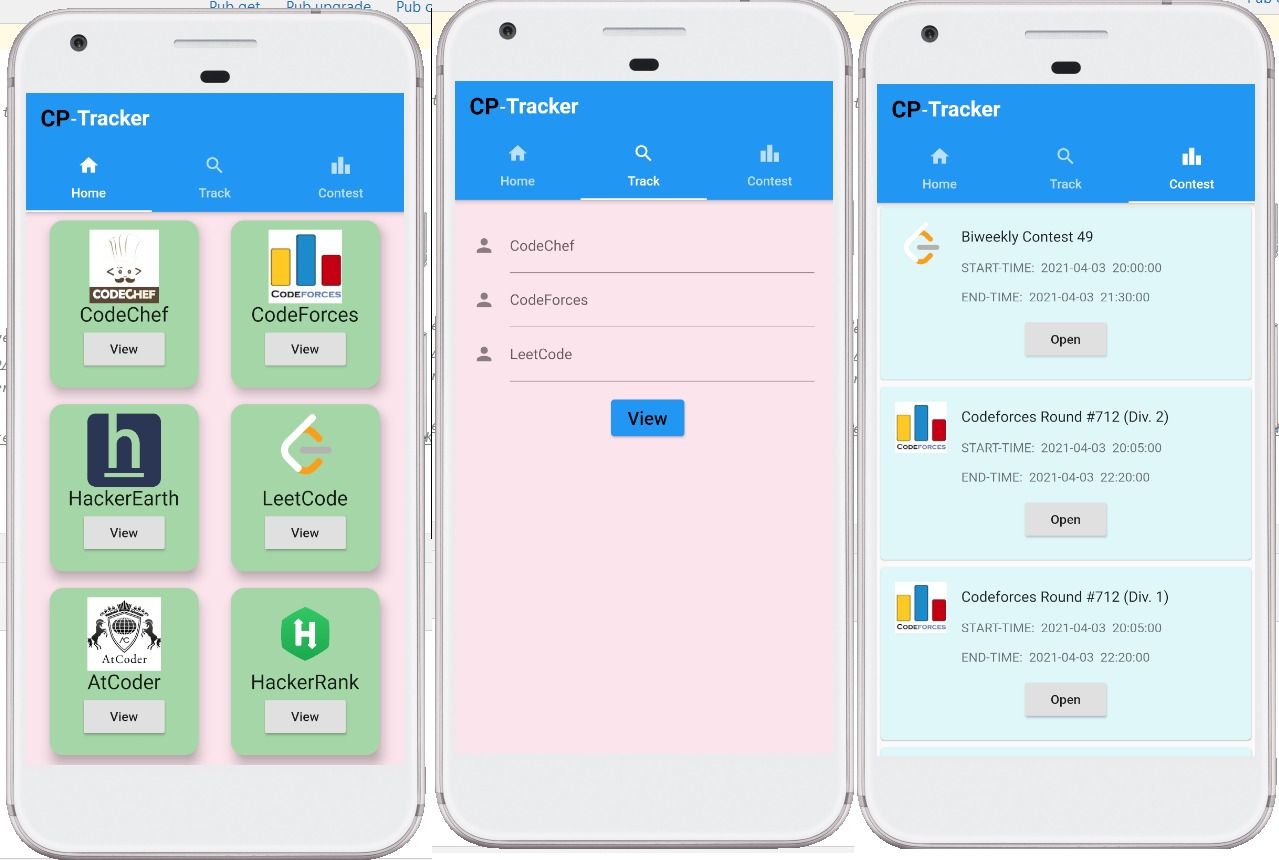 Pub get Pub upgrade Pub
CP-Tracker
Home Track Contest
CODECHEF
CodeChef
View
CODEFORCES
CodeForces
View
h
HackerEarth
View
LeetCode
View
AtCoder
AtCoder
View
H
HackerRank
View
CP-Tracker
Home Track Contest
CodeChef
CodeForces
LeetCode
View
CP-Tracker
Home Track Contest
Biweekly Contest 49
START-TIME: 2021-04-03 20:00:00
END-TIME: 2021-04-03 21:30:00
Open
CODEFORCES
Codeforces Round #712 (Div. 2)
START-TIME: 2021-04-03 20:05:00
END-TIME: 2021-04-03 22:20:00
Open
CODEFORCES
Codeforces Round #712 (Div. 1)
START-TIME: 2021-04-03 20:05:00
END-TIME: 2021-04-03 22:20:00
Open